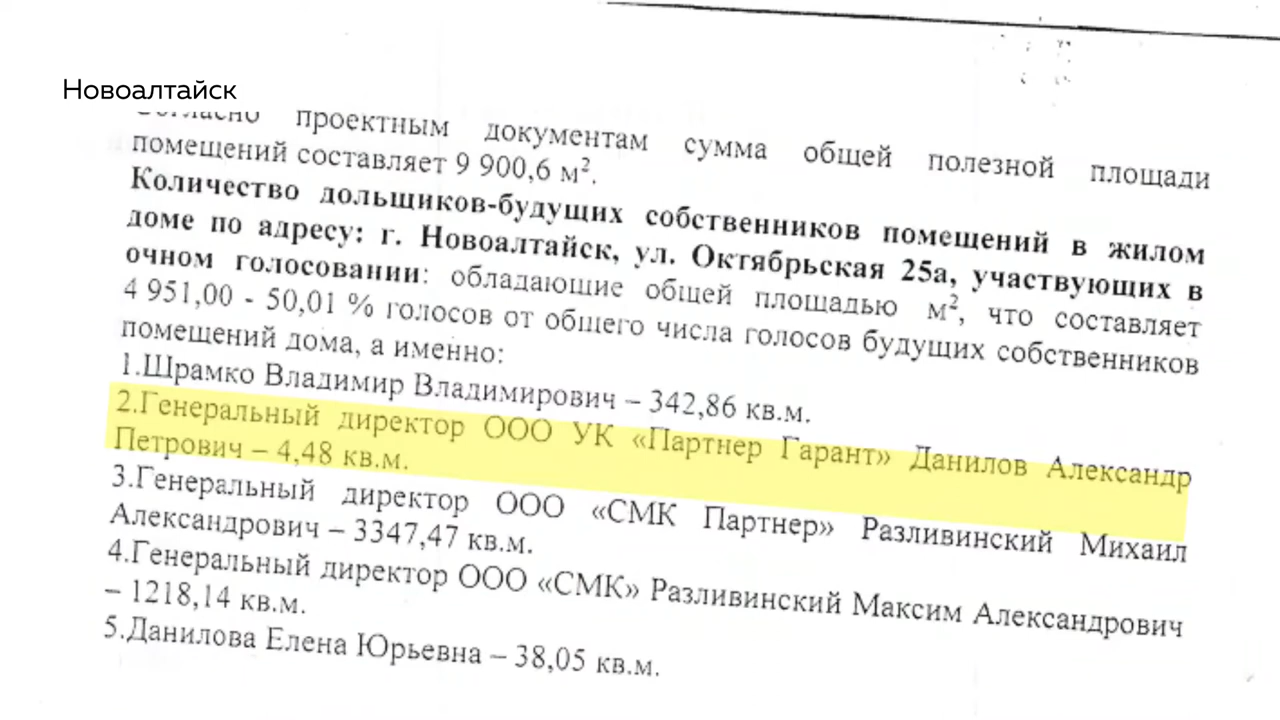 Новоалтайск
Согласно проектным документам сумма общей полезной площади
помещений составляет 9 900,6 м².
Количество дольщиков-будущих собственников помещений в жилом
доме по адресу: г. Новоалтайск, ул. Октябрьская 25а, участвующих в
очном голосовании: обладающие общей площадью м², что составляет
4 951,00 - 50,01 % голосов от общего числа голосов будущих собственников
помещений дома, а именно:
1.Шрамко Владимир Владимирович – 342,86 кв.м.
2.Генеральный директор ООО УК «Партнер Гарант» Данилов Александр
Петрович – 4,48 кв.м.
3.Генеральный директор ООО «СМК Партнер» Разливинский Михаил
Александрович – 3347,47 кв.м.
4.Генеральный директор ООО «СМК» Разливинский Максим Александрович
– 1218,14 кв.м.
5.Данилова Елена Юрьевна – 38,05 кв.м.